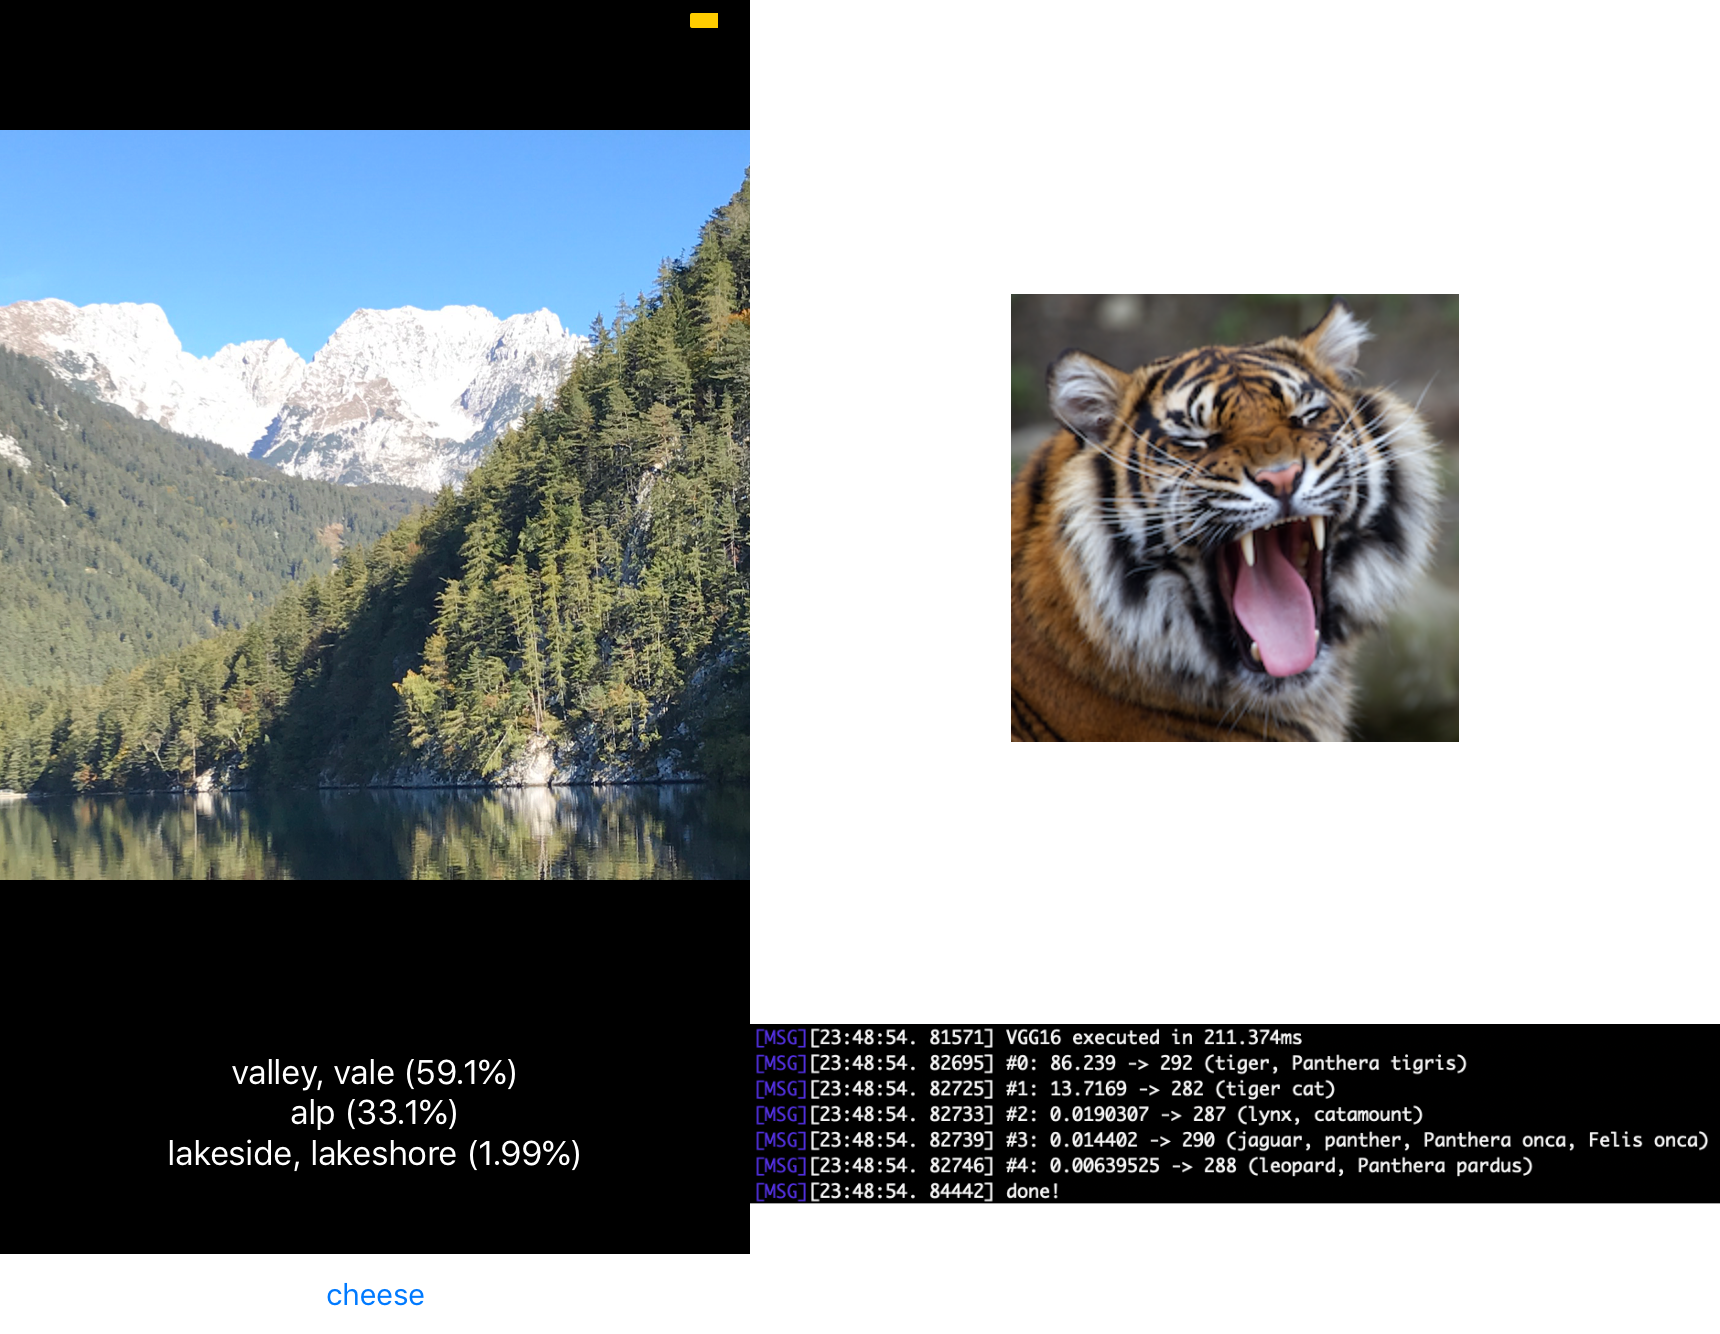 valley, vale (59.1%)
alp (33.1%)
lakeside, lakeshore (1.99%)
cheese
[MSG][23:48:54. 81571] VGG16 executed in 211.374ms
[MSG][23:48:54. 82695] #0: 86.239 -> 292 (tiger, Panthera tigris)
[MSG][23:48:54. 82725] #1: 13.7169 -> 282 (tiger cat)
[MSG][23:48:54. 82733] #2: 0.0190307 -> 287 (lynx, catamount)
[MSG][23:48:54. 82739] #3: 0.014402 -> 290 (jaguar, panther, Panthera onca, Felis onca)
[MSG][23:48:54. 82746] #4: 0.00639525 -> 288 (leopard, Panthera pardus)
[MSG][23:48:54. 84442] done!